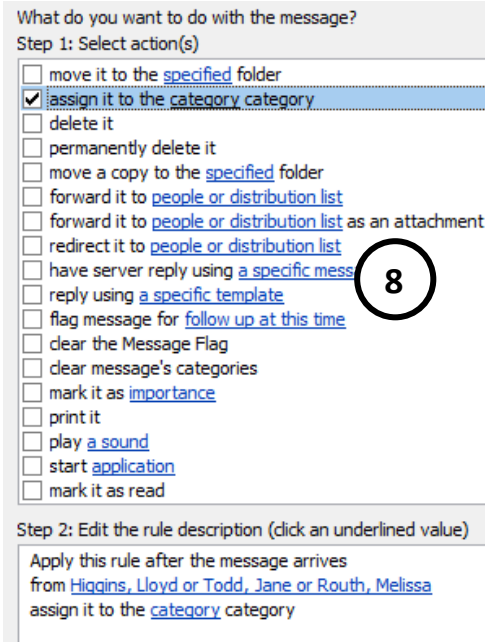 What do you want to do with the message?
Step 1: Select action(s)
move it to the specified folder
assign it to the category category
delete it
permanently delete it
move a copy to the specified folder
forward it to people or distribution list
forward it to people or distribution list as an attachment
redirect it to people or distribution list
have server reply using a specific mess
8
reply using a specific template
flag message for follow up at this time
clear the Message Flag
clear message's categories
mark it as importance
print it
play a sound
start application
mark it as read
Step 2: Edit the rule description (click an underlined value)
Apply this rule after the message arrives
from Higgins, Lloyd or Todd, Jane or Routh, Melissa
assign it to the category category